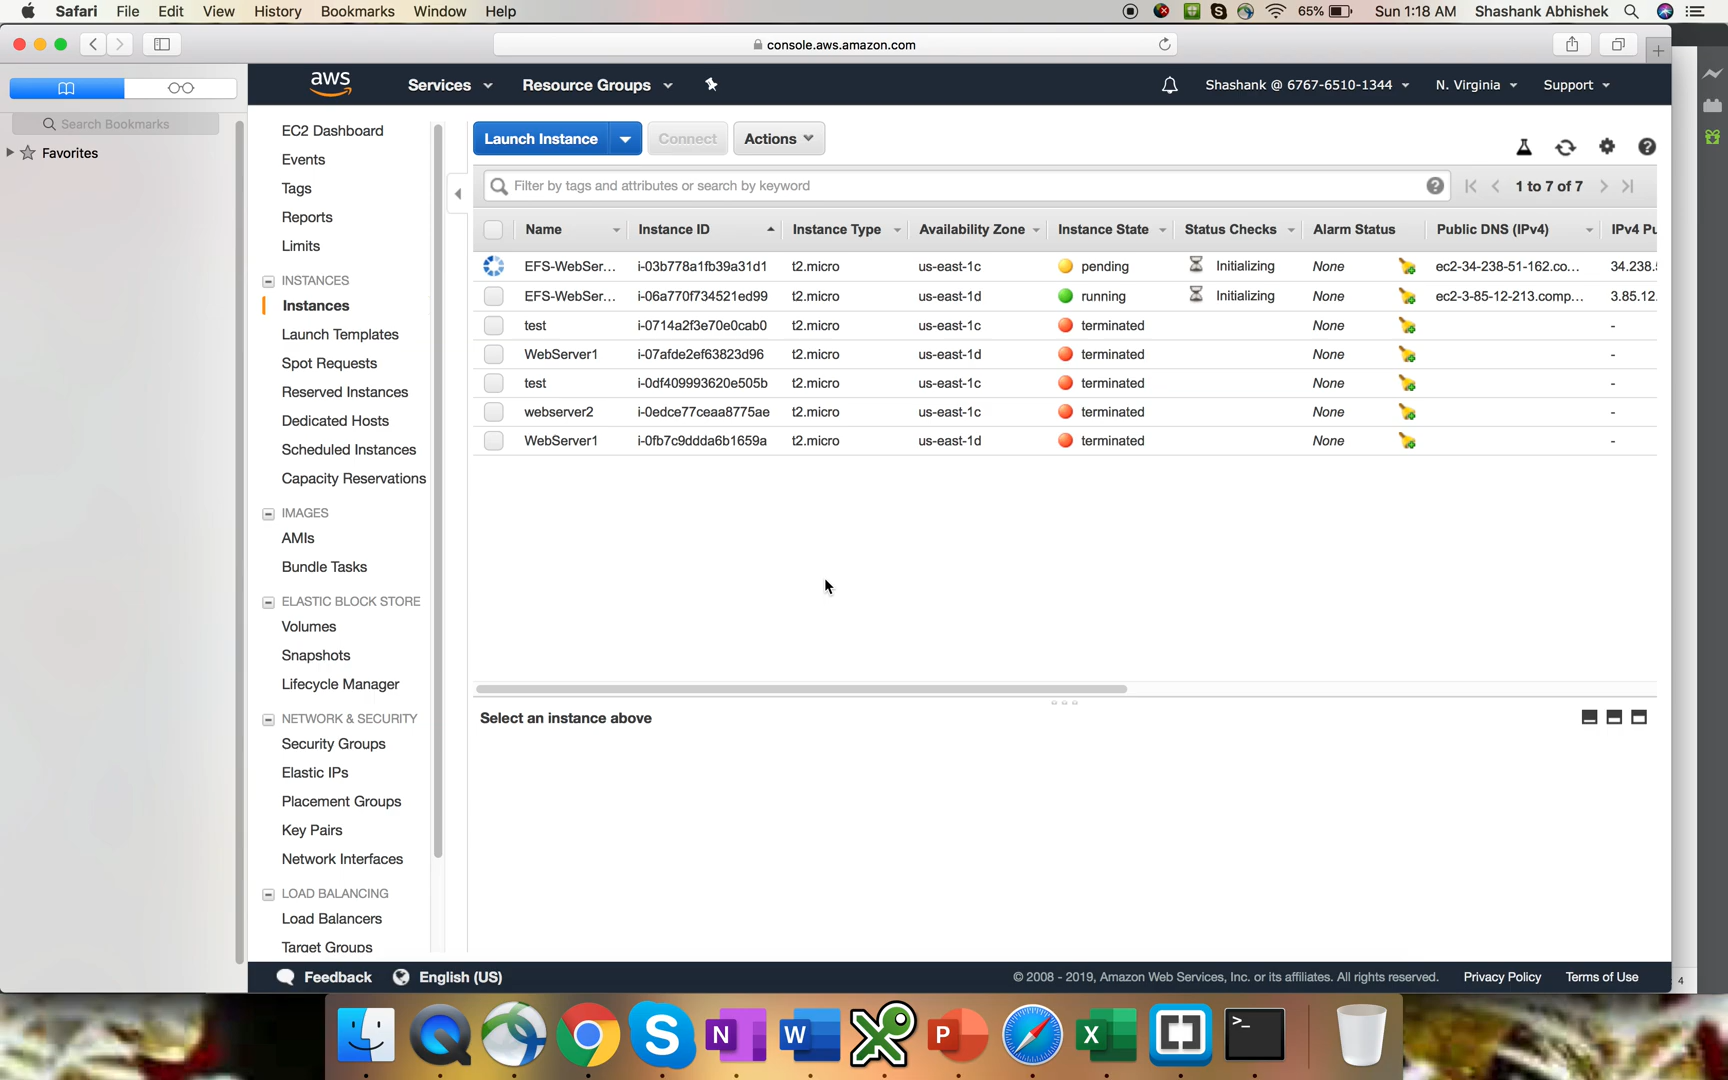 Safari File Edit View History Bookmarks Window Help
65% Sun 1:18 AM Shashank Abhishek
console.aws.amazon.com
Search Bookmarks
Favorites
aws Services Resource Groups Shashank @ 6767-6510-1344 N. Virginia Support
EC2 Dashboard
Events
Tags
Reports
Limits
INSTANCES
Instances
Launch Templates
Spot Requests
Reserved Instances
Dedicated Hosts
Scheduled Instances
Capacity Reservations
IMAGES
AMIs
Bundle Tasks
ELASTIC BLOCK STORE
Volumes
Snapshots
Lifecycle Manager
NETWORK & SECURITY
Security Groups
Elastic IPs
Placement Groups
Key Pairs
Network Interfaces
LOAD BALANCING
Load Balancers
Target Groups
Launch Instance Connect Actions
Filter by tags and attributes or search by keyword 1 to 7 of 7
Name Instance ID Instance Type Availability Zone Instance State Status Checks Alarm Status Public DNS (IPv4) IPv4 Pu
EFS-WebSer... i-03b778a1fb39a31d1 t2.micro us-east-1c pending Initializing None ec2-34-238-51-162.co... 34.238.
EFS-WebSer... i-06a770f734521ed99 t2.micro us-east-1d running Initializing None ec2-3-85-12-213.comp... 3.85.12.
test i-0714a2f3e70e0cab0 t2.micro us-east-1c terminated None -
WebServer1 i-07afde2ef63823d96 t2.micro us-east-1d terminated None -
test i-0df409993620e505b t2.micro us-east-1c terminated None -
webserver2 i-0edce77ceaa8775ae t2.micro us-east-1c terminated None -
WebServer1 i-0fb7c9ddda6b1659a t2.micro us-east-1d terminated None -
Select an instance above
Feedback English (US) © 2008 - 2019, Amazon Web Services, Inc. or its affiliates. All rights reserved. Privacy Policy Terms of Use
4
S N W P X >_